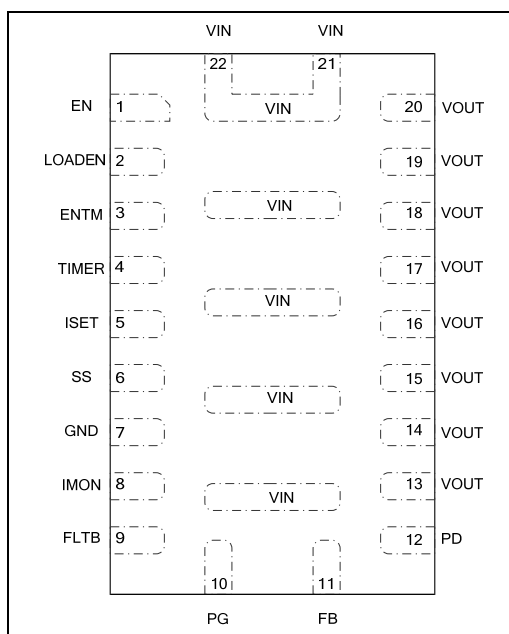 VIN VIN
22 21
EN 1 VIN 20 VOUT
LOADEN 2 19 VOUT
ENTM 3 VIN 18 VOUT
TIMER 4 17 VOUT
VIN
ISET 5 16 VOUT
SS 6 15 VOUT
VIN
GND 7 14 VOUT
IMON 8 VIN 13 VOUT
FLTB 9 12 PD
10 11
PG FB